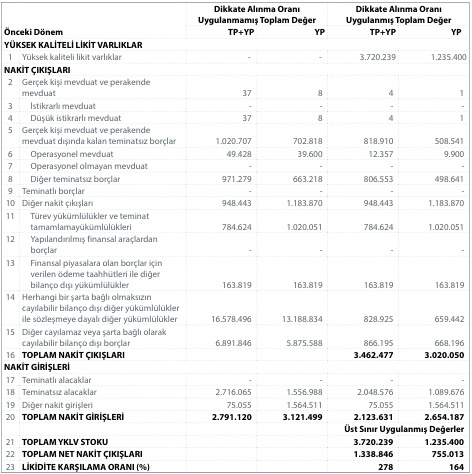 Dikkate Alınma Oranı Dikkate Alınma Oranı
Uygulanmamış Toplam Değer Uygulanmış Toplam Değer
Önceki Dönem TP+YP YP TP+YP YP
YÜKSEK KALİTELİ LİKİT VARLIKLAR
1 Yüksek kaliteli likit varlıklar - - 3.720.239 1.235.400
NAKİT ÇIKIŞLARI
2 Gerçek kişi mevduat ve perakende
mevduat 37 8 4 1
3 İstikrarlı mevduat - - - -
4 Düşük istikrarlı mevduat 37 8 4 1
5 Gerçek kişi mevduat ve perakende
mevduat dışında kalan teminatsız borçlar 1.020.707 702.818 818.910 508.541
6 Operasyonel mevduat 49.428 39.600 12.357 9.900
7 Operasyonel olmayan mevduat - - - -
8 Diğer teminatsız borçlar 971.279 663.218 806.553 498.641
9 Teminatlı borçlar - - - -
10 Diğer nakit çıkışları 948.443 1.183.870 948.443 1.183.870
11 Türev yükümlülükler ve teminat
tamamlamayükümlülükleri 784.624 1.020.051 784.624 1.020.051
12 Yapılandırılmış finansal araçlardan
borçlar - - - -
13 Finansal piyasalara olan borçlar için
verilen ödeme taahhütleri ile diğer
bilanço dışı yükümlülükler 163.819 163.819 163.819 163.819
14 Herhangi bir şarta bağlı olmaksızın
cayılabilir bilanço dışı diğer yükümlülükler
ile sözleşmeye dayalı diğer yükümlülükler 16.578.496 13.188.834 828.925 659.442
15 Diğer cayılamaz veya şarta bağlı olarak
cayılabilir bilanço dışı borçlar 6.891.846 5.875.588 866.195 668.196
16 TOPLAM NAKİT ÇIKIŞLARI 3.462.477 3.020.050
NAKİT GİRİŞLERİ
17 Teminatlı alacaklar - - - -
18 Teminatsız alacaklar 2.716.065 1.556.988 2.048.576 1.089.676
19 Diğer nakit girişleri 75.055 1.564.511 75.055 1.564.511
20 TOPLAM NAKİT GİRİŞLERİ 2.791.120 3.121.499 2.123.631 2.654.187
Üst Sınır Uygulanmış Değerler
21 TOPLAM YKLV STOKU 3.720.239 1.235.400
22 TOPLAM NET NAKİT ÇIKIŞLARI 1.338.846 755.013
23 LİKİDİTE KARŞILAMA ORANI (%) 278 164